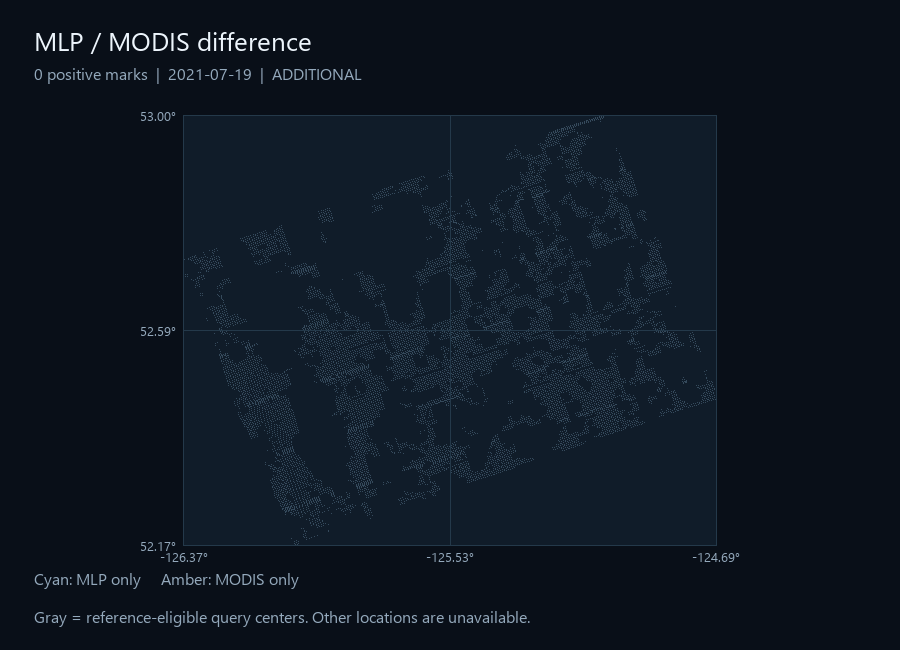 MLP / MODIS difference
0 positive marks | 2021-07-19 | ADDITIONAL
53.00°
52.59°
52.17°
-126.37° -125.53° -124.69°
Cyan: MLP only Amber: MODIS only
Gray = reference-eligible query centers. Other locations are unavailable.